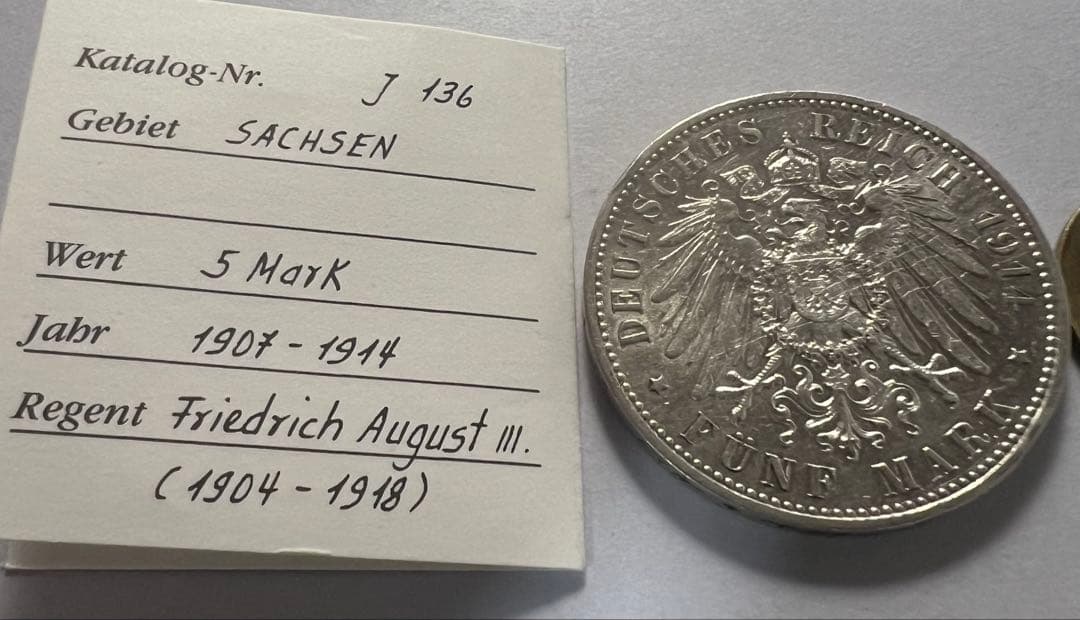 Katalog-Nr. J 136
Gebiet SACHSEN
Wert 5 Mark
Jahr 1907 - 1914
Regent Friedrich August III.
(1904 - 1918)
DEUTSCHES REICH 1914
FÜNF MARK